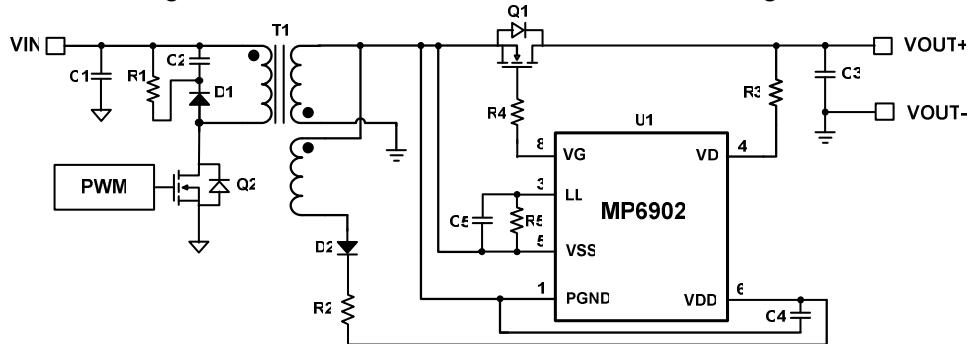 T1
Q1
VIN
C2
VOUT+
C1
R1
D1
R4
R3
C3
VOUT-
U1
8
VG
VD
4
PWM
Q2
3
LL
MP6902
C5
R5
5
VSS
D2
1
PGND
VDD
6
R2
C4